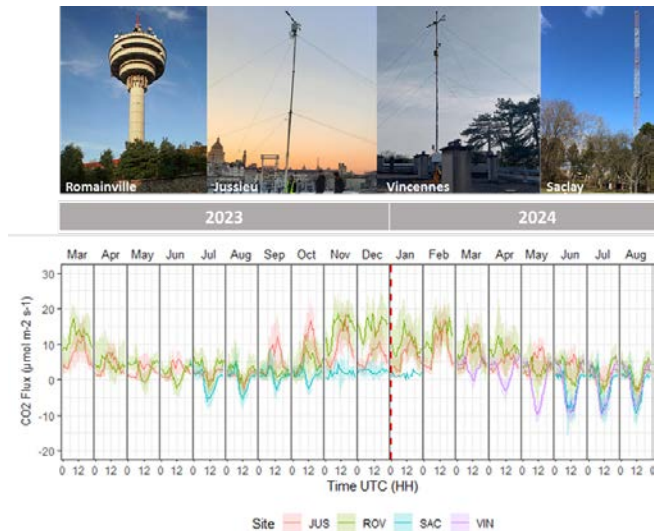 Romainville Jussieu Vincennes Saclay
2023 2024
Mar Apr May Jun Jul Aug Sep Oct Nov Dec Jan Feb Mar Apr May Jun Jul Aug
CO2 Flux (µmol m-2 s-1)
30
20
10
0
-10
-20
0 12 0 12 0 12 0 12 0 12 0 12 0 12 0 12 0 12 0 12 0 12 0 12 0 12 0 12 0 12 0 12 0 12 0 12 0
Time UTC (HH)
Site JUS ROV SAC VIN